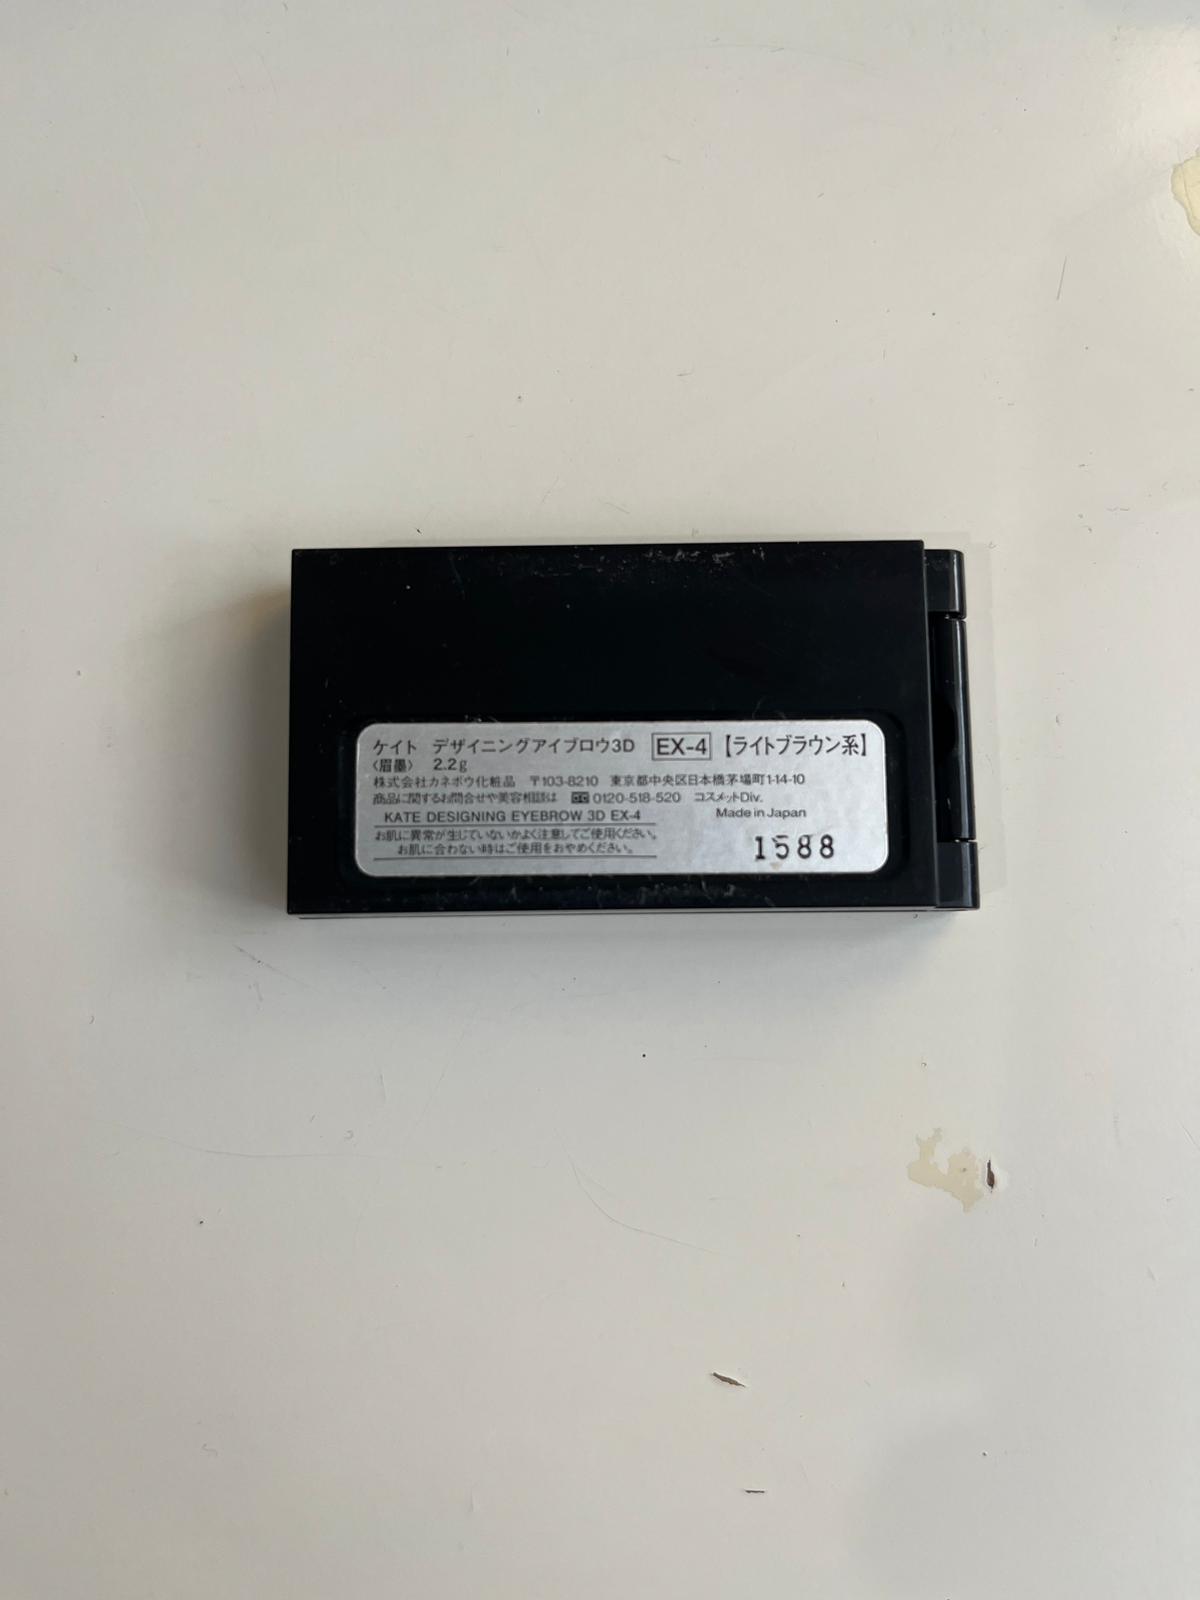 ケイト デザイニングアイブロウ3D EX-4 【ライトブラウン系】
〈眉墨〉 2.2g
株式会社カネボウ化粧品 〒103-8210 東京都中央区日本橋茅場町1-14-10
商品に関するお問合せや美容相談は 0120-518-520 コスメットDiv.
KATE DESIGNING EYEBROW 3D EX-4 Made in Japan
お肌に異常が生じていないかよく注意してご使用ください。
お肌に合わない時はご使用をおやめください。
1588